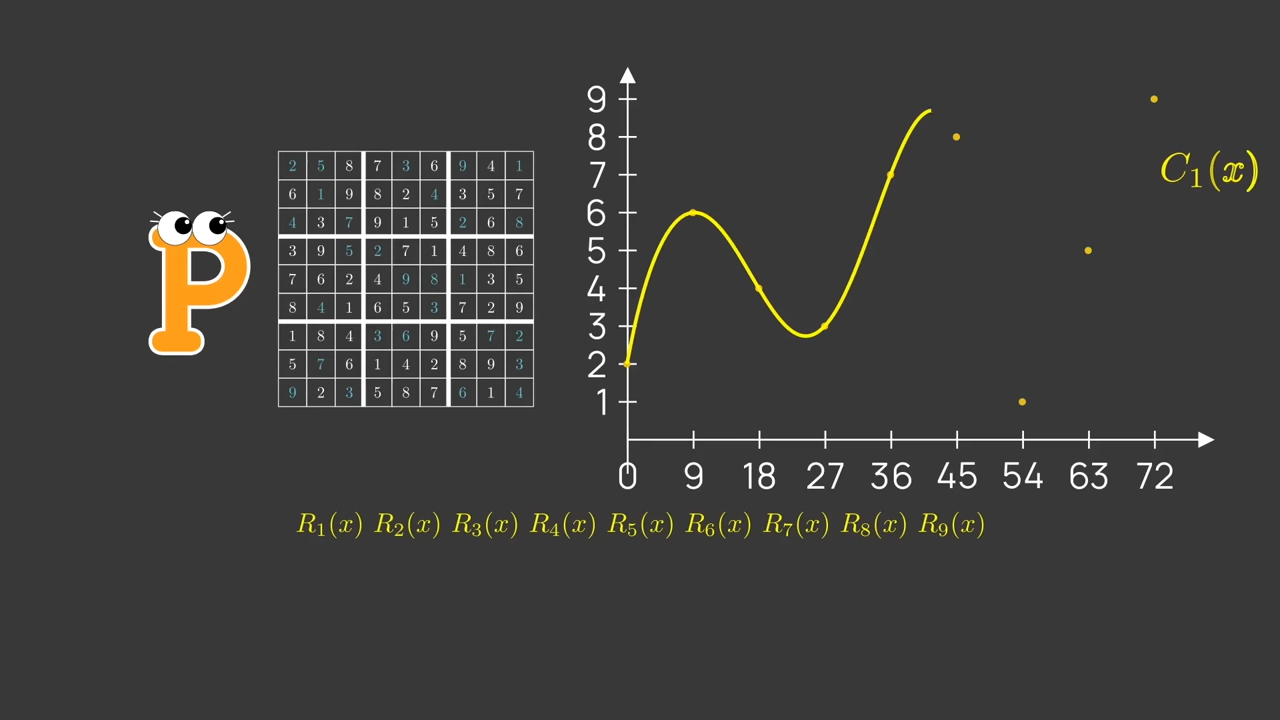 P
2 5 8 7 3 6 9 4 1
6 1 9 8 2 4 3 5 7
4 3 7 9 1 5 2 6 8
3 9 5 2 7 1 4 8 6
7 6 2 4 9 8 1 3 5
8 4 1 6 5 3 7 2 9
1 8 4 3 6 9 5 7 2
5 7 6 1 4 2 8 9 3
9 2 3 5 8 7 6 1 4
9
8
7
6
5
4
3
2
1
0 9 18 27 36 45 54 63 72
C₁(x)
R₁(x) R₂(x) R₃(x) R₄(x) R₅(x) R₆(x) R₇(x) R₈(x) R₉(x)